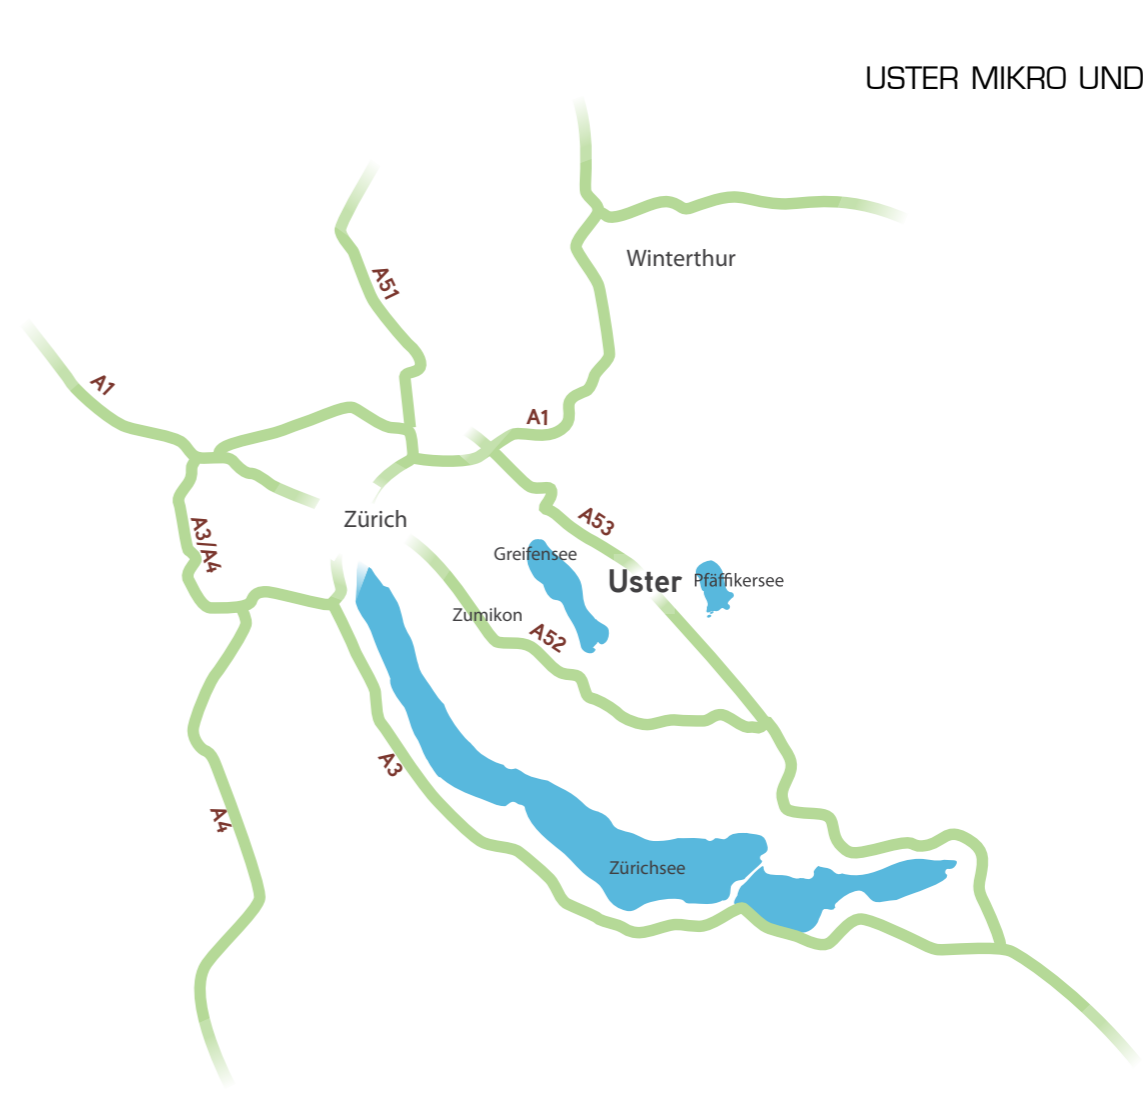 USTER MIKRO UND
Winterthur
A51
A1
A1
Zürich
A53
A3/A4
Greifensee
Uster
Pfäffikersee
Zumikon
A52
A3
A4
Zürichsee